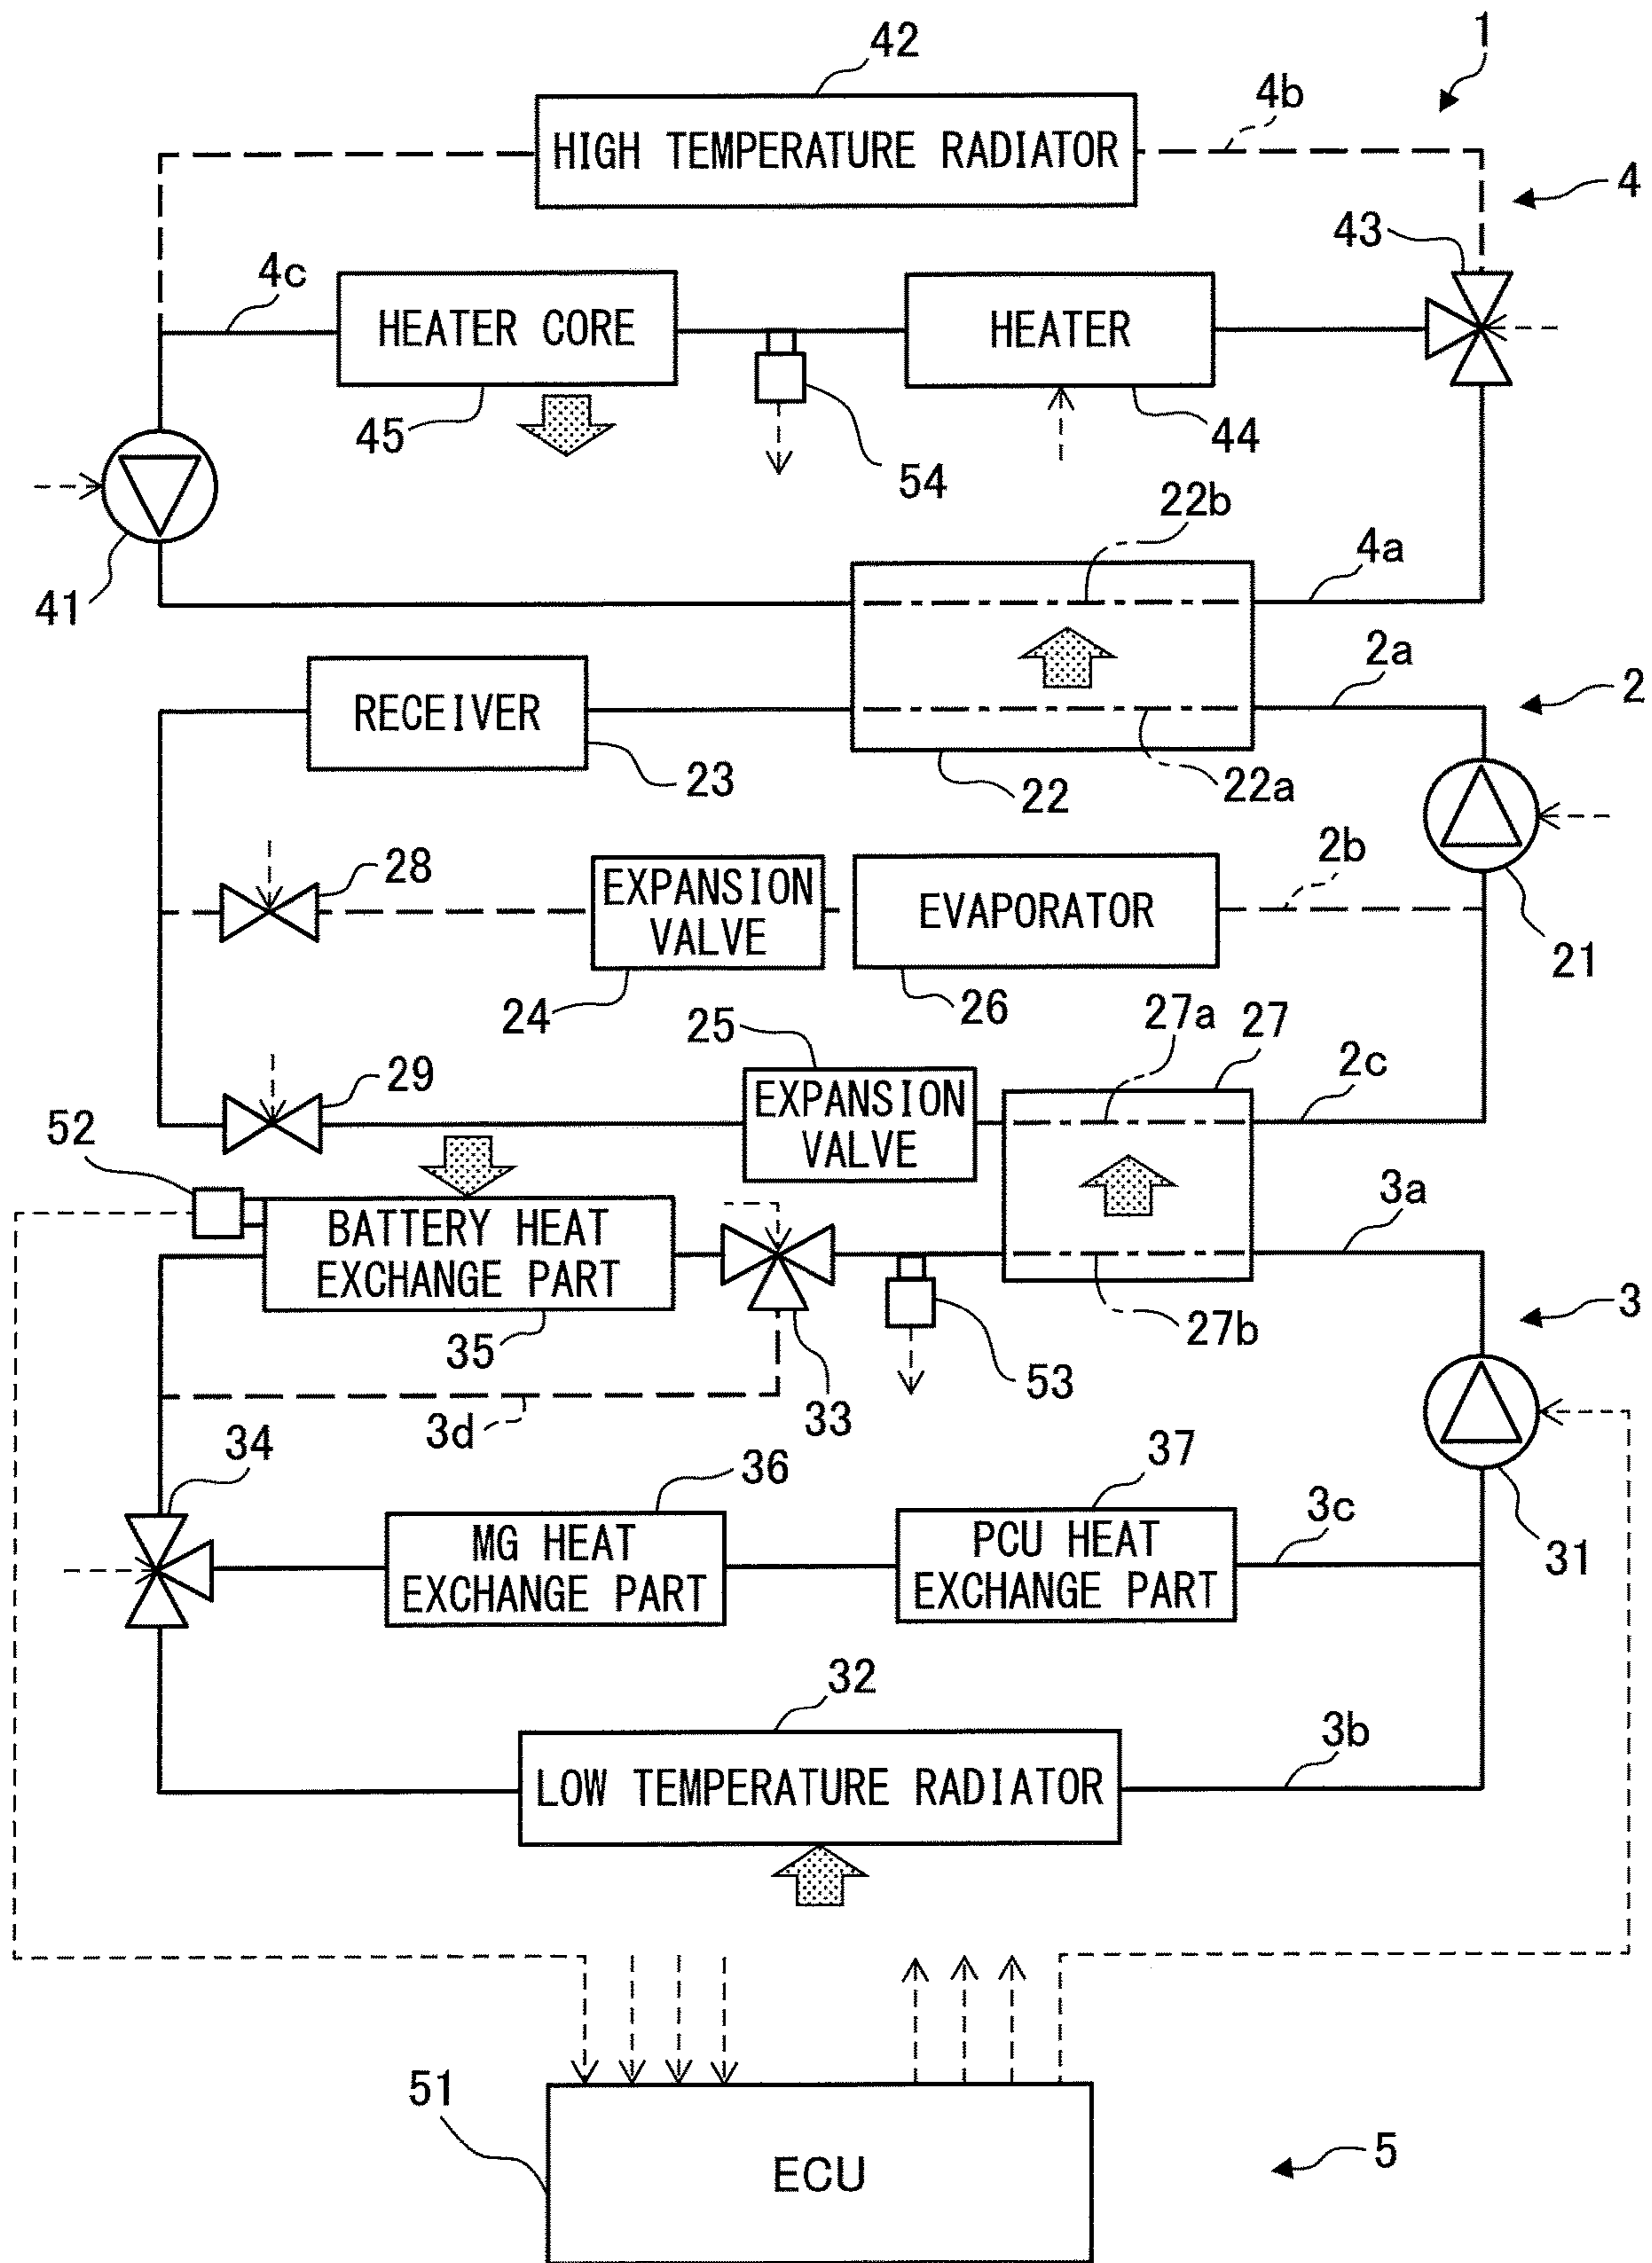 1
42
4b
HIGH TEMPERATURE RADIATOR
4
43
4c
HEATER CORE
HEATER
45
54
44
41
22b
4a
2a
2
RECEIVER
23
22
22a
28
EXPANSION
VALVE
EVAPORATOR
2b
21
24
26
25
27a
27
29
2c
52
EXPANSION
VALVE
3a
BATTERY HEAT
EXCHANGE PART
35
33
53
27b
3
3d
34
36
37
31
MG HEAT
EXCHANGE PART
PCU HEAT
EXCHANGE PART
3c
32
3b
LOW TEMPERATURE RADIATOR
51
ECU
5